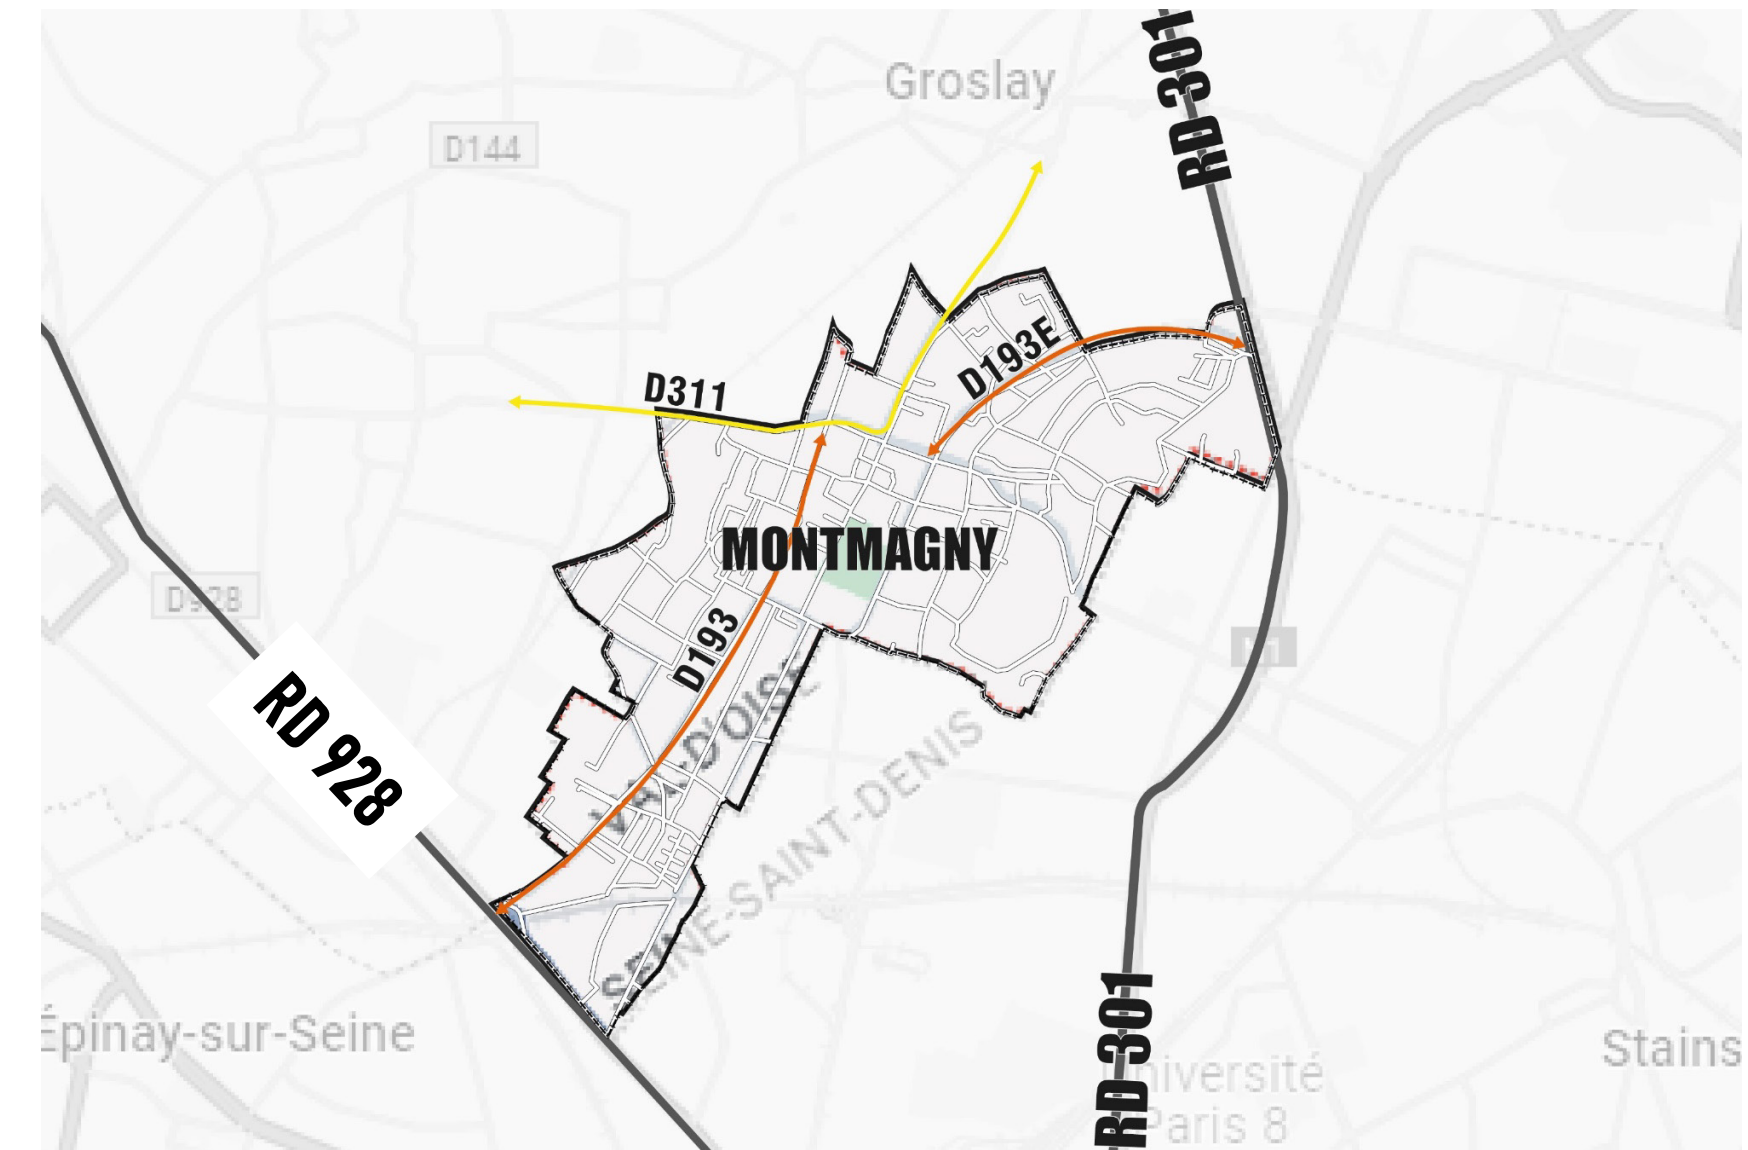 RD 301
Groslay
D144
D311
D193E
MONTMAGNY
D928
D193
RD 928
VAL-D'OISE
SEINE-SAINT-DENIS
Épinay-sur-Seine
RD 301
Université
Paris 8
Stains